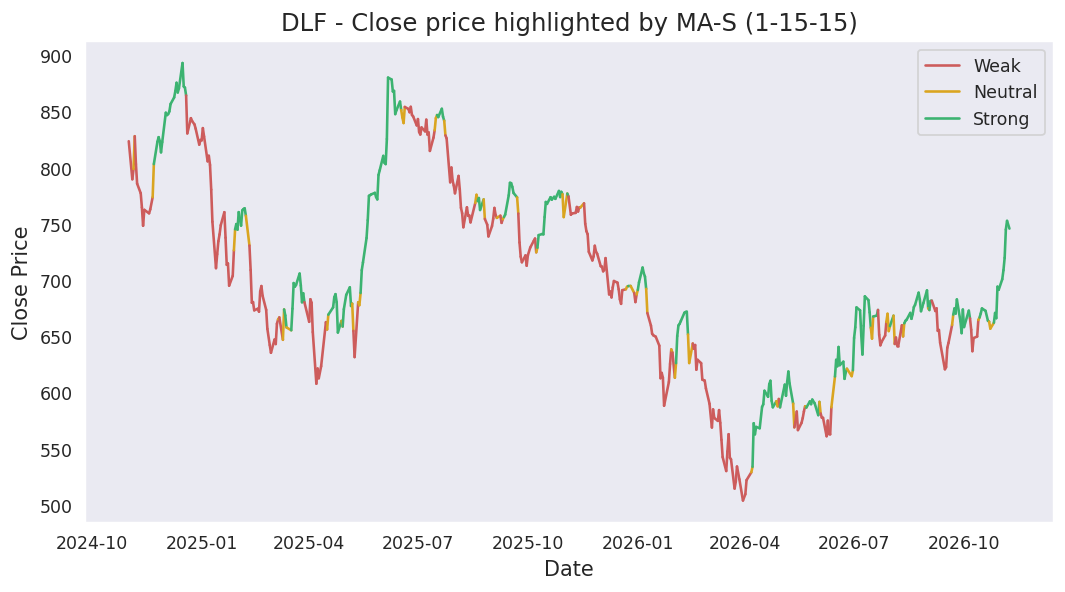 DLF - Close price highlighted by MA-S (1-15-15)
Weak
Neutral
Strong
900
850
800
750
700
650
600
550
500
Close Price
2024-10 2025-01 2025-04 2025-07 2025-10 2026-01 2026-04 2026-07 2026-10
Date